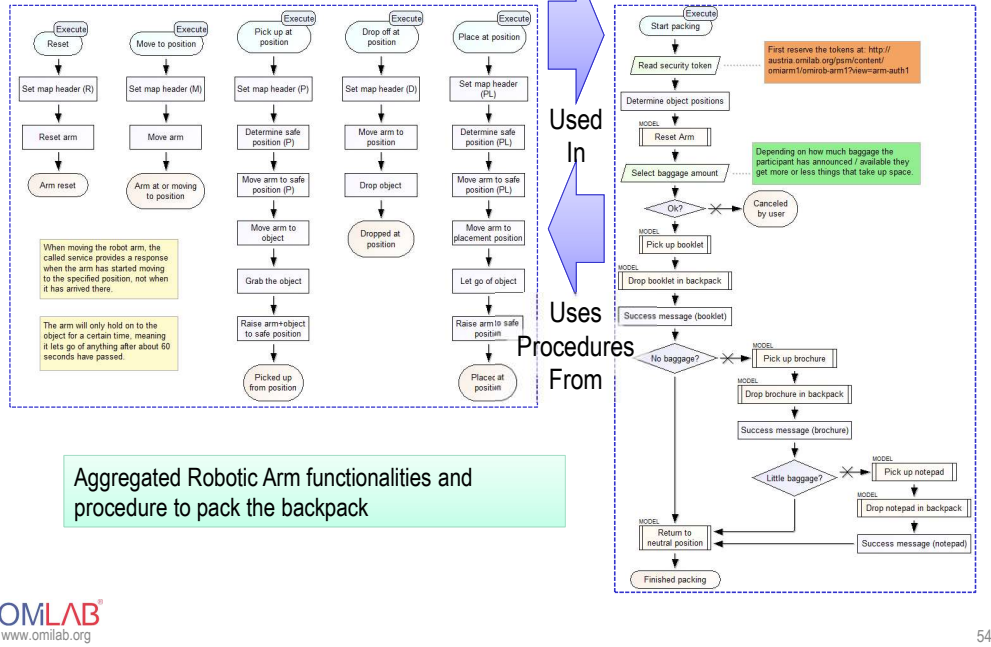 Execute
Reset
Set map header (R)
Reset arm
Arm reset
Execute
Move to position
Set map header (M)
Move arm
Arm at or moving
to position
When moving the robot arm, the
called service provides a response
when the arm has started moving
to the specified position, not when
it has arrived there.
The arm will only hold on to the
object for a certain time, meaning
it lets go of anything after about 60
seconds have passed.
Execute
Pick up at
position
Set map header (P)
Determine safe
position (P)
Move arm to safe
position (P)
Move arm to
object
Grab the object
Raise arm+object
to safe position
Picked up
from position
Execute
Drop off at
position
Set map header (D)
Move arm to
position
Drop object
Dropped at
position
Execute
Place at position
Set map header
(PL)
Determine safe
position (PL)
Move arm to safe
position (PL)
Move arm to
placement position
Let go of object
Raise arm to safe
position
Placed at
position
Used
In
Uses
Procedures
From
Execute
Start packing
Read security token
First reserve the tokens at: http://
austria.omilab.org/psm/content/
omiarm1/omirob-arm1?view=arm-auth1
Determine object positions
MODEL
Reset Arm
Select baggage amount
Depending on how much baggage the
participant has announced / available they
get more or less things that take up space.
Ok?
Canceled
by user
MODEL
Pick up booklet
MODEL
Drop booklet in backpack
Success message (booklet)
No baggage?
MODEL
Pick up brochure
MODEL
Drop brochure in backpack
Success message (brochure)
Little baggage?
MODEL
Pick up notepad
MODEL
Drop notepad in backpack
Success message (notepad)
MODEL
Return to
neutral position
Finished packing
Aggregated Robotic Arm functionalities and
procedure to pack the backpack
OMiLAB®
www.omilab.org
54